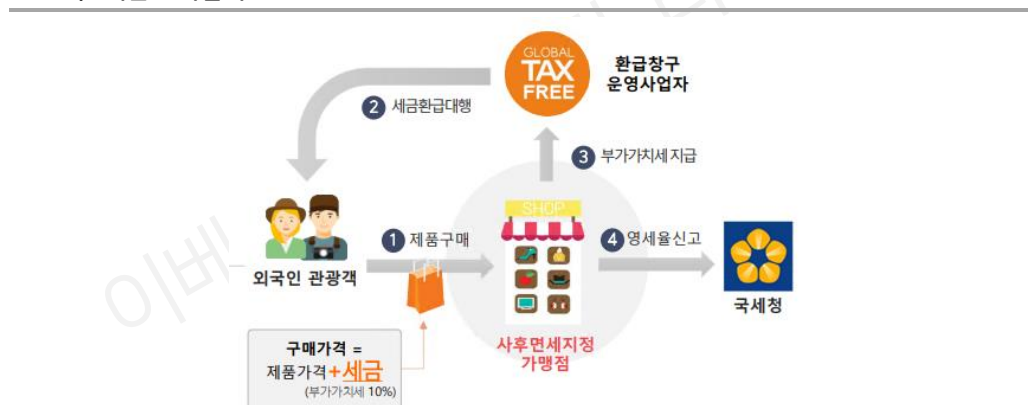 GLOBAL
TAX
FREE
환급창구
운영사업자
2 세금환급대행
3 부가가치세 지급
SHOP
1 제품구매
4 영세율신고
외국인 관광객
국세청
사후면세지정
가맹점
구매가격 =
제품가격+세금
(부가가치세 10%)